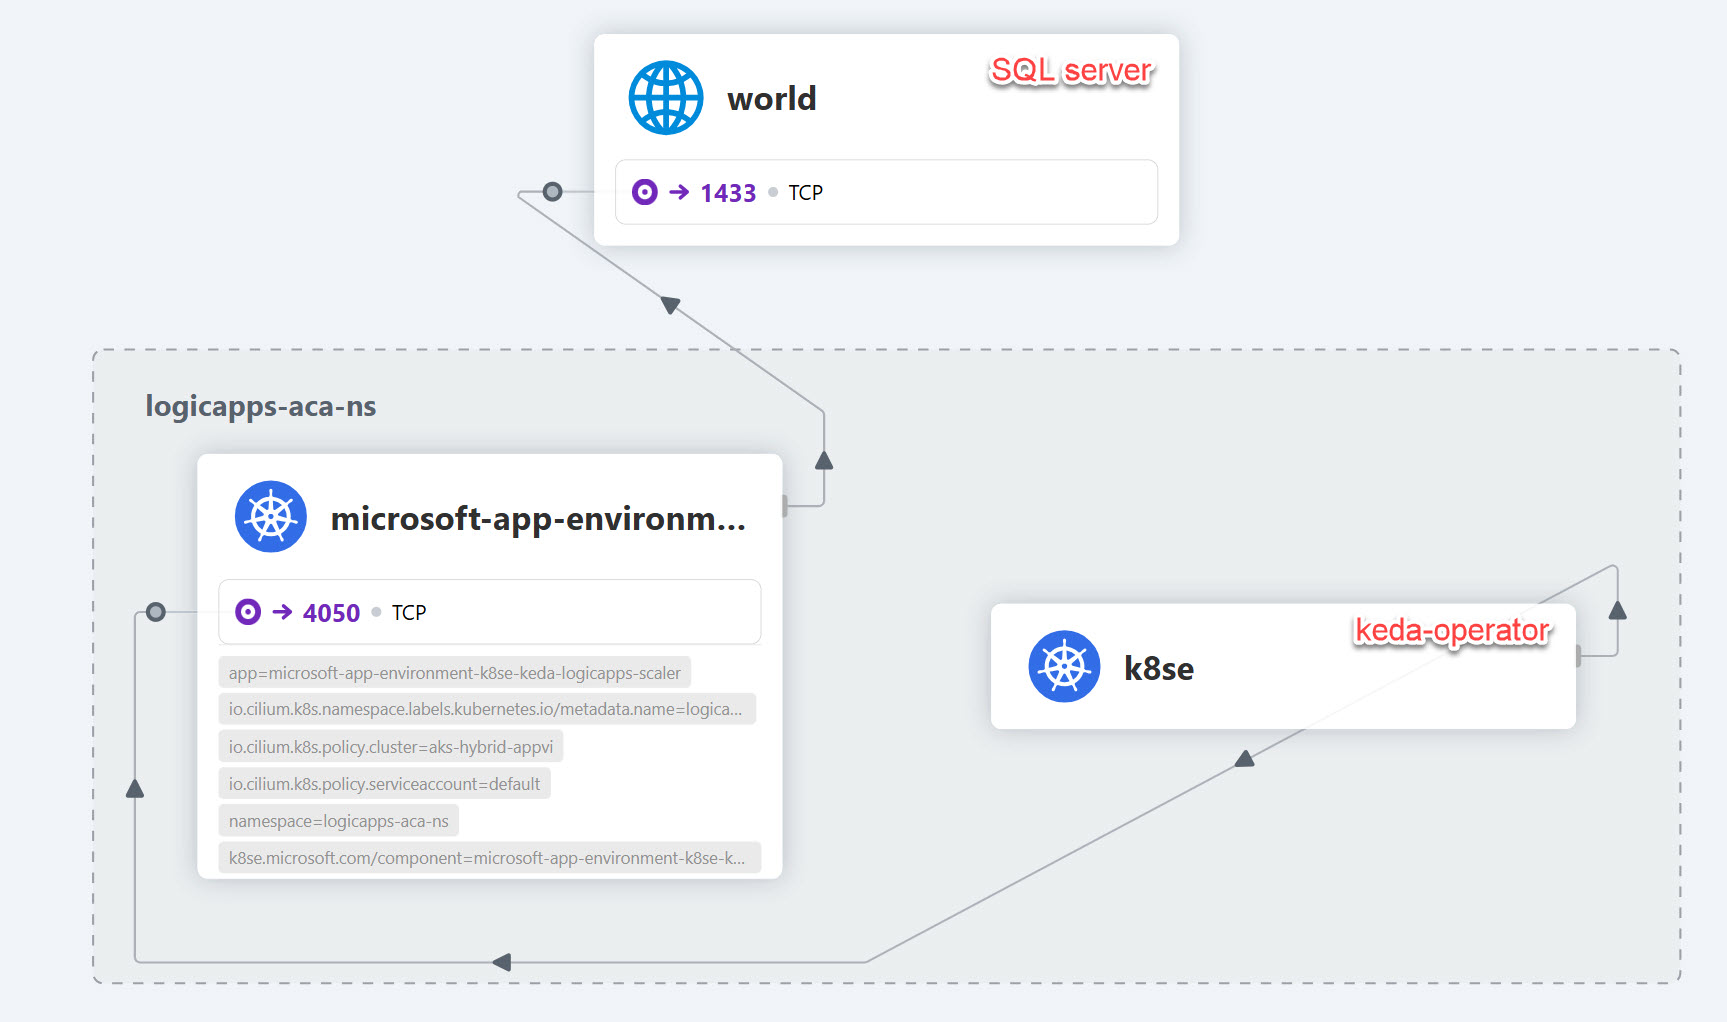 SQL server
world
1433 TCP
logicapps-aca-ns
microsoft-app-environm...
4050 TCP
app=microsoft-app-environment-k8se-keda-logicapps-scaler
io.cilium.k8s.namespace.labels.kubernetes.io/metadata.name=logica...
io.cilium.k8s.policy.cluster=aks-hybrid-appvi
io.cilium.k8s.policy.serviceaccount=default
namespace=logicapps-aca-ns
k8se.microsoft.com/component=microsoft-app-environment-k8se-k...
keda-operator
k8se